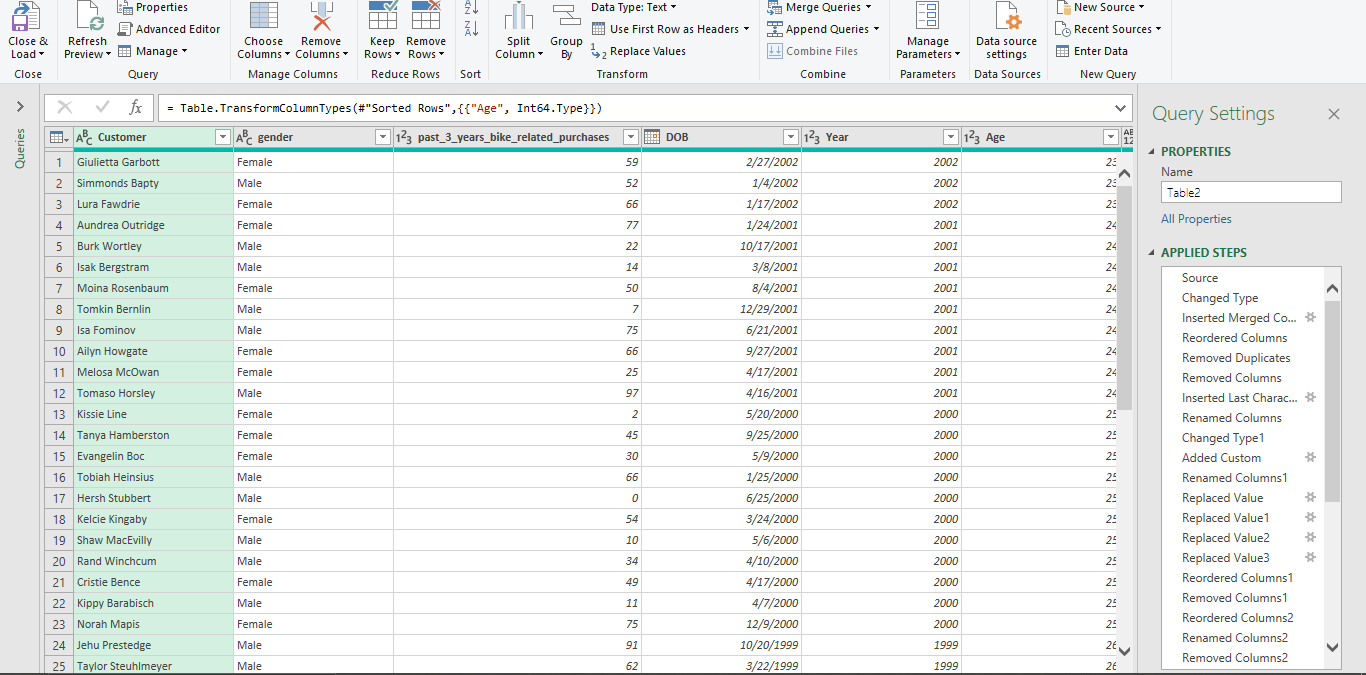 Close & Load
Close
Refresh Preview
Properties
Advanced Editor
Manage
Query
Choose Columns
Remove Columns
Manage Columns
Keep Rows
Remove Rows
Reduce Rows
A Z
Z A
Sort
Split Column
Group By
Data Type: Text
Use First Row as Headers
1 2 Replace Values
Transform
Merge Queries
Append Queries
Combine Files
Combine
Manage Parameters
Parameters
Data source settings
Data Sources
New Source
Recent Sources
Enter Data
New Query
Queries
fx = Table.TransformColumnTypes(#"Sorted Rows",{{"Age", Int64.Type}})
ABC Customer ABC gender 123 past_3_years_bike_related_purchases DOB 123 Year 123 Age
1 Giulietta Garbott Female 59 2/27/2002 2002 23
2 Simmonds Bapty Male 52 1/4/2002 2002 23
3 Lura Fawdrie Female 66 1/17/2002 2002 23
4 Aundrea Outridge Female 77 1/24/2001 2001 24
5 Burk Wortley Male 22 10/17/2001 2001 24
6 Isak Bergstram Male 14 3/8/2001 2001 24
7 Moina Rosenbaum Female 50 8/4/2001 2001 24
8 Tomkin Bernlin Male 7 12/29/2001 2001 24
9 Isa Fominov Male 75 6/21/2001 2001 24
10 Ailyn Howgate Female 66 9/27/2001 2001 24
11 Melosa McOwan Female 25 4/17/2001 2001 24
12 Tomaso Horsley Male 97 4/16/2001 2001 24
13 Kissie Line Female 2 5/20/2000 2000 25
14 Tanya Hamberston Female 45 9/25/2000 2000 25
15 Evangelin Boc Female 30 5/9/2000 2000 25
16 Tobiah Heinsius Male 66 1/25/2000 2000 25
17 Hersh Stubbert Male 0 6/25/2000 2000 25
18 Kelcie Kingaby Female 54 3/24/2000 2000 25
19 Shaw MacEvilly Male 10 5/6/2000 2000 25
20 Rand Winchcum Male 34 4/10/2000 2000 25
21 Cristie Bence Female 49 4/17/2000 2000 25
22 Kippy Barabisch Male 11 4/7/2000 2000 25
23 Norah Mapis Female 75 12/9/2000 2000 25
24 Jehu Prestedge Male 91 10/20/1999 1999 26
25 Taylor Steuhlmeyer Male 62 3/22/1999 1999 26
Query Settings
PROPERTIES
Name
Table2
All Properties
APPLIED STEPS
Source
Changed Type
Inserted Merged Co...
Reordered Columns
Removed Duplicates
Removed Columns
Inserted Last Charac...
Renamed Columns
Changed Type1
Added Custom
Renamed Columns1
Replaced Value
Replaced Value1
Replaced Value2
Replaced Value3
Reordered Columns1
Removed Columns1
Reordered Columns2
Renamed Columns2
Removed Columns2